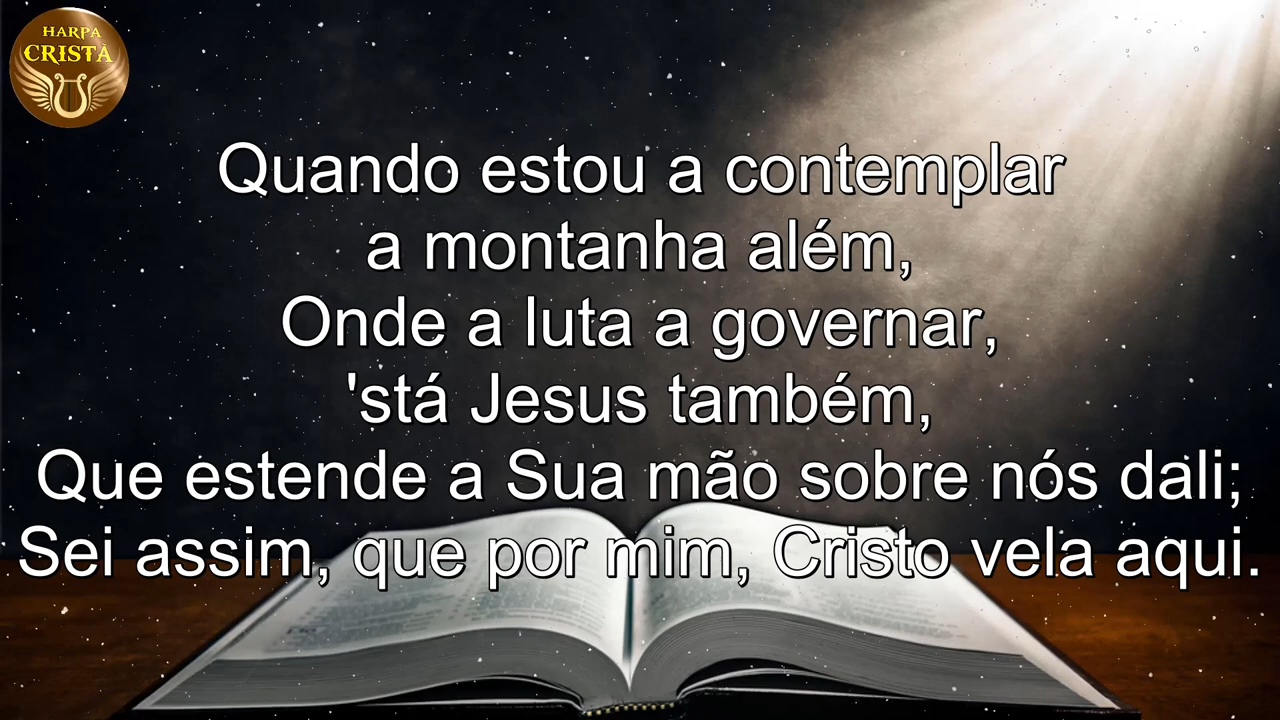 HARPA
CRISTÃ
Quando estou a contemplar
a montanha além,
Onde a luta a governar,
'stá Jesus também,
Que estende a Sua mão sobre nós dali;
Sei assim, que por mim, Cristo vela aqui.